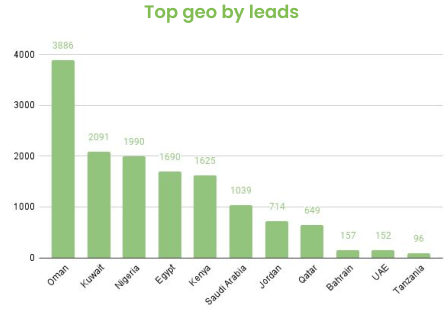 Top geo by leads
4000
3000
2000
1000
0
3886
2091
1990
1690
1625
1039
714
649
157
152
96
Oman
Kuwait
Nigeria
Egypt
Kenya
Saudi Arabia
Jordan
Qatar
Bahrain
UAE
Tanzania